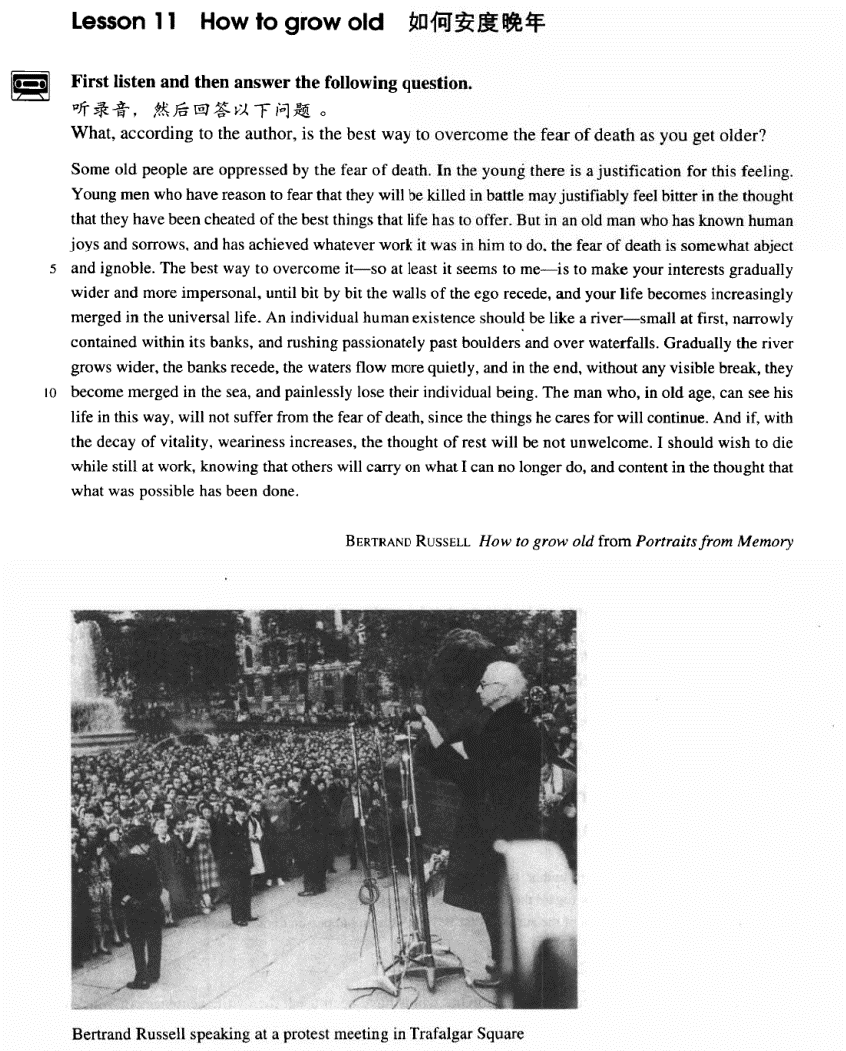 Lesson 11 How to grow old 如何安度晚年
First listen and then answer the following question.
听录音，然后回答以下问题。
What, according to the author, is the best way to overcome the fear of death as you get older?
Some old people are oppressed by the fear of death. In the young there is a justification for this feeling.
Young men who have reason to fear that they will be killed in battle may justifiably feel bitter in the thought
that they have been cheated of the best things that life has to offer. But in an old man who has known human
joys and sorrows, and has achieved whatever work it was in him to do, the fear of death is somewhat abject
5 and ignoble. The best way to overcome it—so at least it seems to me—is to make your interests gradually
wider and more impersonal, until bit by bit the walls of the ego recede, and your life becomes increasingly
merged in the universal life. An individual human existence should be like a river—small at first, narrowly
contained within its banks, and rushing passionately past boulders and over waterfalls. Gradually the river
grows wider, the banks recede, the waters flow more quietly, and in the end, without any visible break, they
10 become merged in the sea, and painlessly lose their individual being. The man who, in old age, can see his
life in this way, will not suffer from the fear of death, since the things he cares for will continue. And if, with
the decay of vitality, weariness increases, the thought of rest will be not unwelcome. I should wish to die
while still at work, knowing that others will carry on what I can no longer do, and content in the thought that
what was possible has been done.
BERTRAND RUSSELL How to grow old from Portraits from Memory
Bertrand Russell speaking at a protest meeting in Trafalgar Square